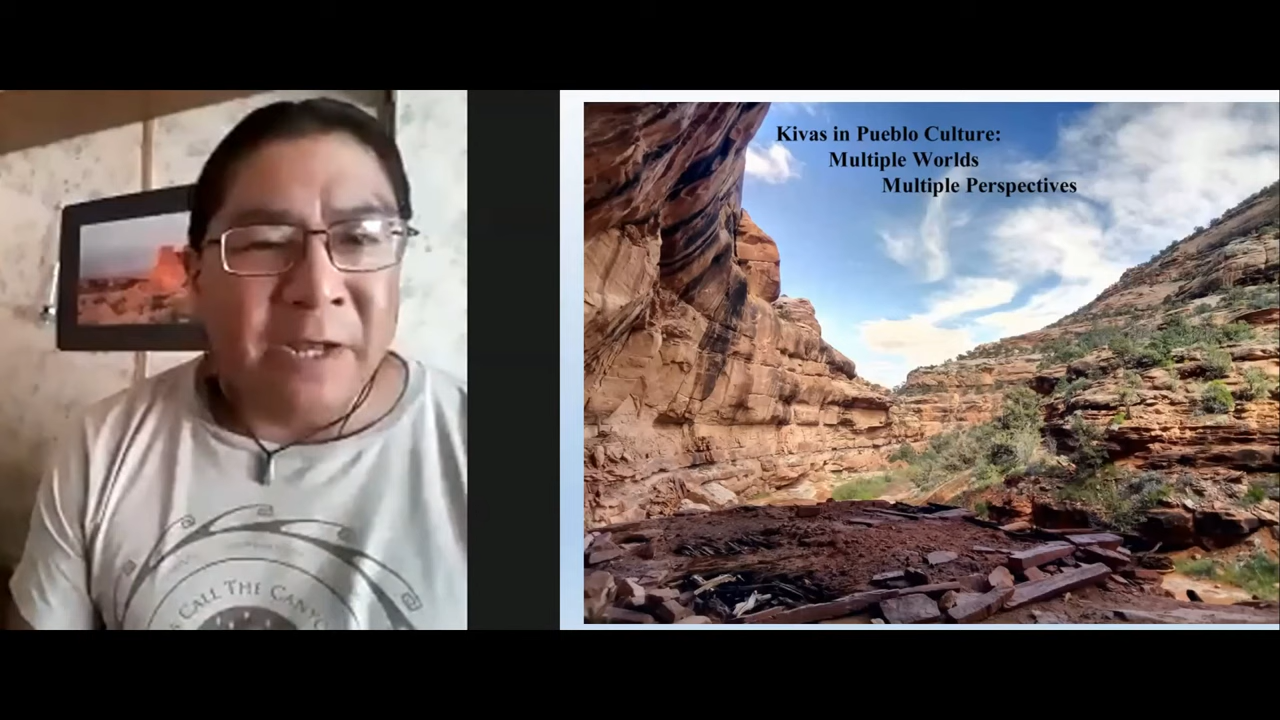 Kivas in Pueblo Culture:
Multiple Worlds
Multiple Perspectives
CALL THE CANYO